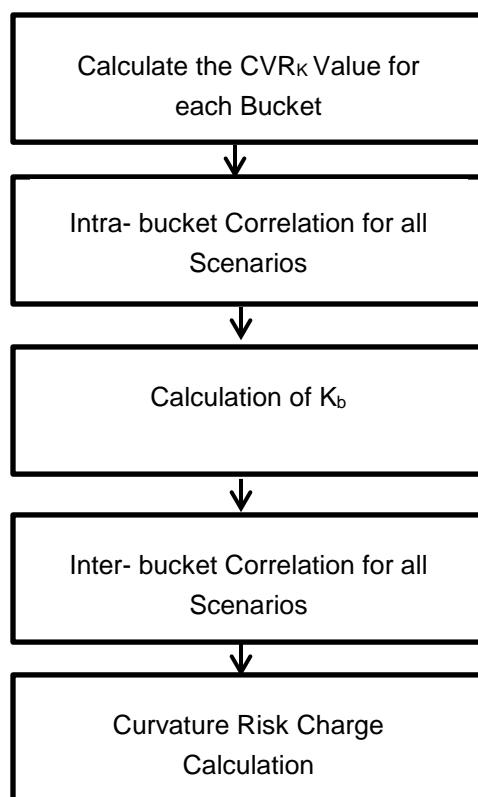 Calculate the CVRK Value for
each Bucket
Intra- bucket Correlation for all
Scenarios
Calculation of Kb
Inter- bucket Correlation for all
Scenarios
Curvature Risk Charge
Calculation